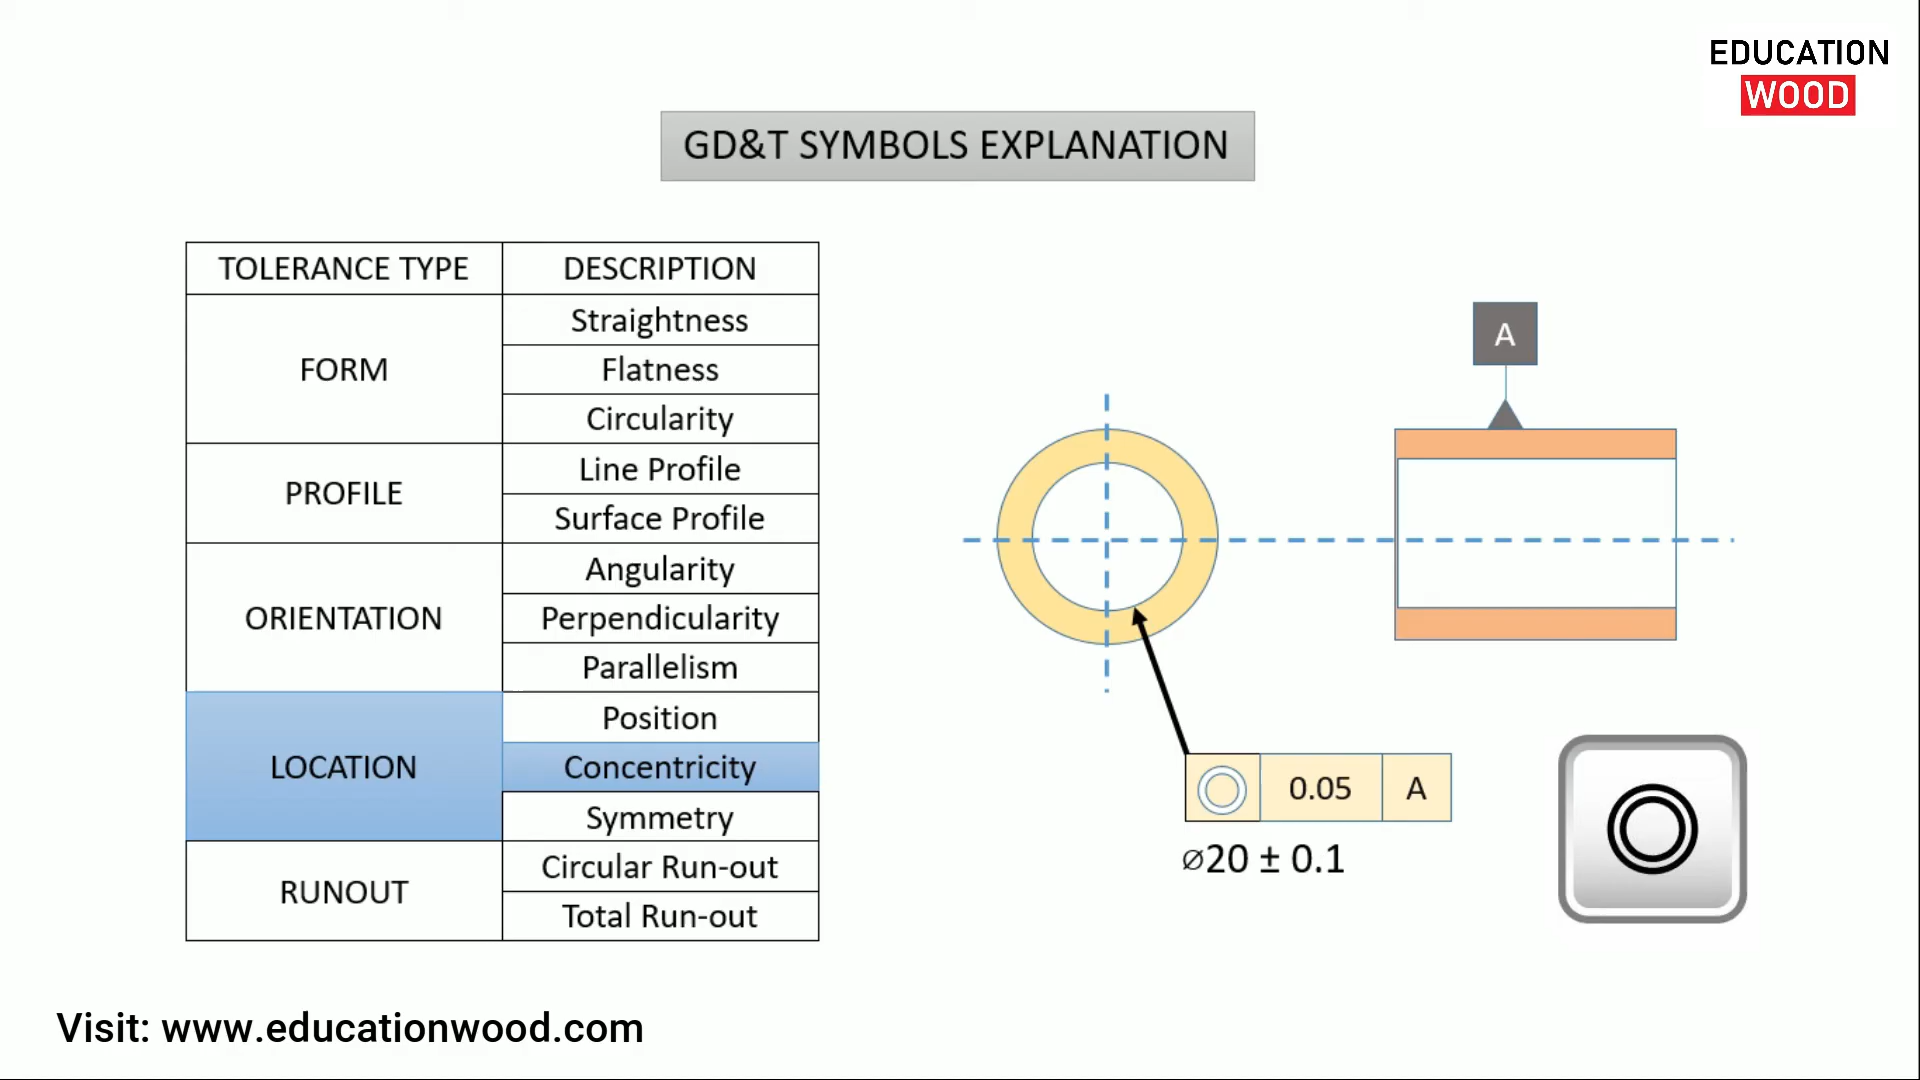 EDUCATION
WOOD
GD&T SYMBOLS EXPLANATION
TOLERANCE TYPE DESCRIPTION
FORM
Straightness
Flatness
Circularity
PROFILE
Line Profile
Surface Profile
ORIENTATION
Angularity
Perpendicularity
Parallelism
LOCATION
Position
Concentricity
Symmetry
RUNOUT
Circular Run-out
Total Run-out
A
◎ 0.05 A
⌀20 ± 0.1
Visit: www.educationwood.com